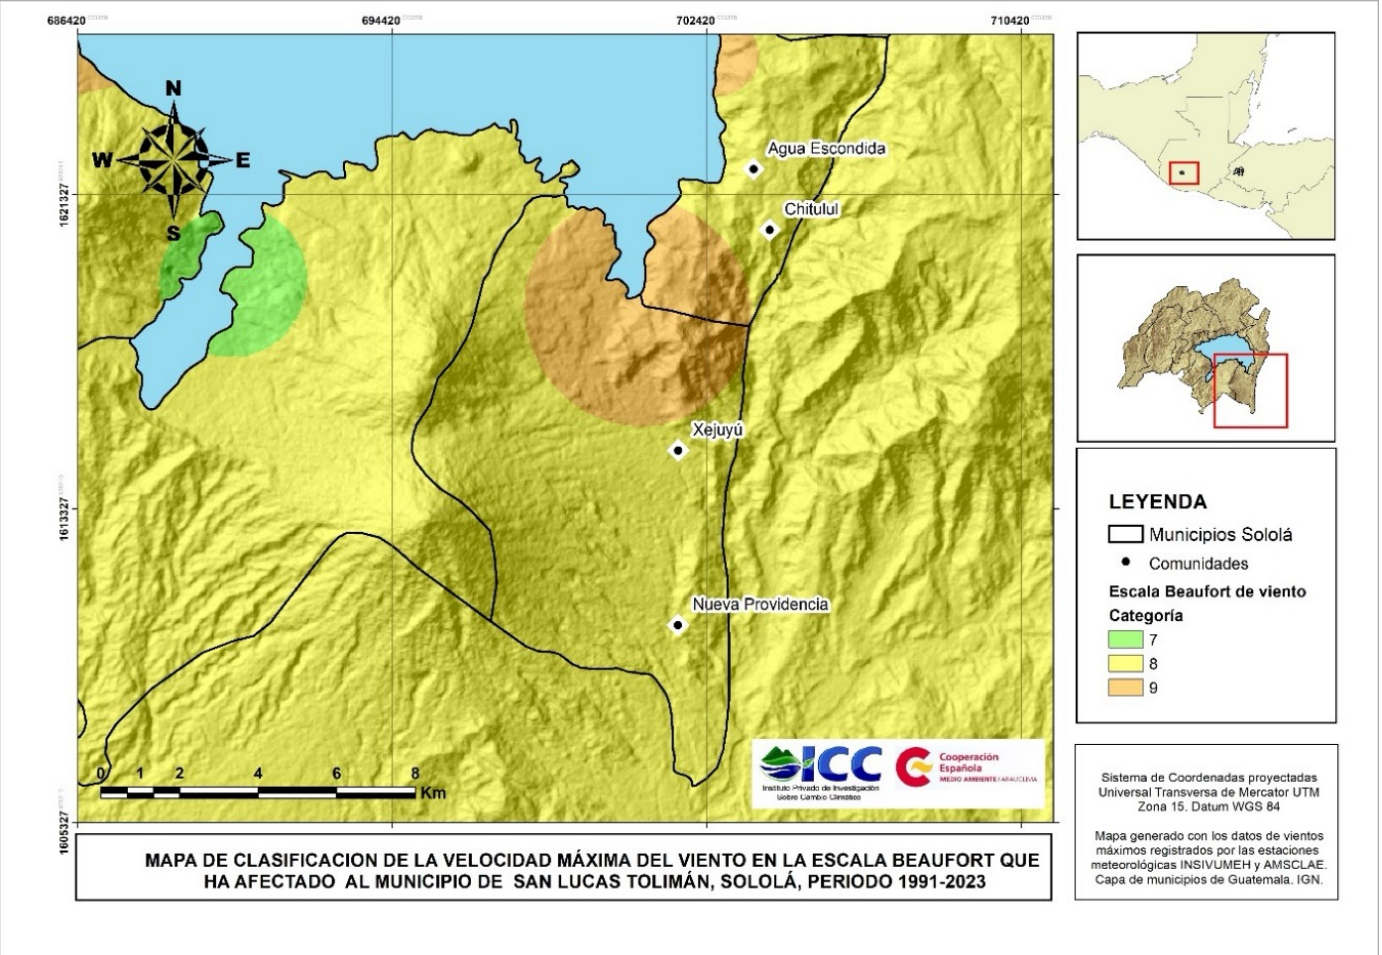 686420
694420
702420
710420
N
W
E
S
1621327
1613327
1605327
Agua Escondida
Chitulul
Xejuyú
Nueva Providencia
0 1 2 4 6 8
Km
ICC
Instituto Privado de Investigación
Sobre Cambio Climático
Cooperación
Española
MEDIO AMBIENTE/ARAUCLIMA
MAPA DE CLASIFICACION DE LA VELOCIDAD MÁXIMA DEL VIENTO EN LA ESCALA BEAUFORT QUE
HA AFECTADO AL MUNICIPIO DE SAN LUCAS TOLIMÁN, SOLOLÁ, PERIODO 1991-2023
LEYENDA
Municipios Sololá
Comunidades
Escala Beaufort de viento
Categoría
7
8
9
Sistema de Coordenadas proyectadas
Universal Transversa de Mercator UTM
Zona 15. Datum WGS 84
Mapa generado con los datos de vientos
máximos registrados por las estaciones
meteorológicas INSIVUMEH y AMSCLAE.
Capa de municipios de Guatemala. IGN.